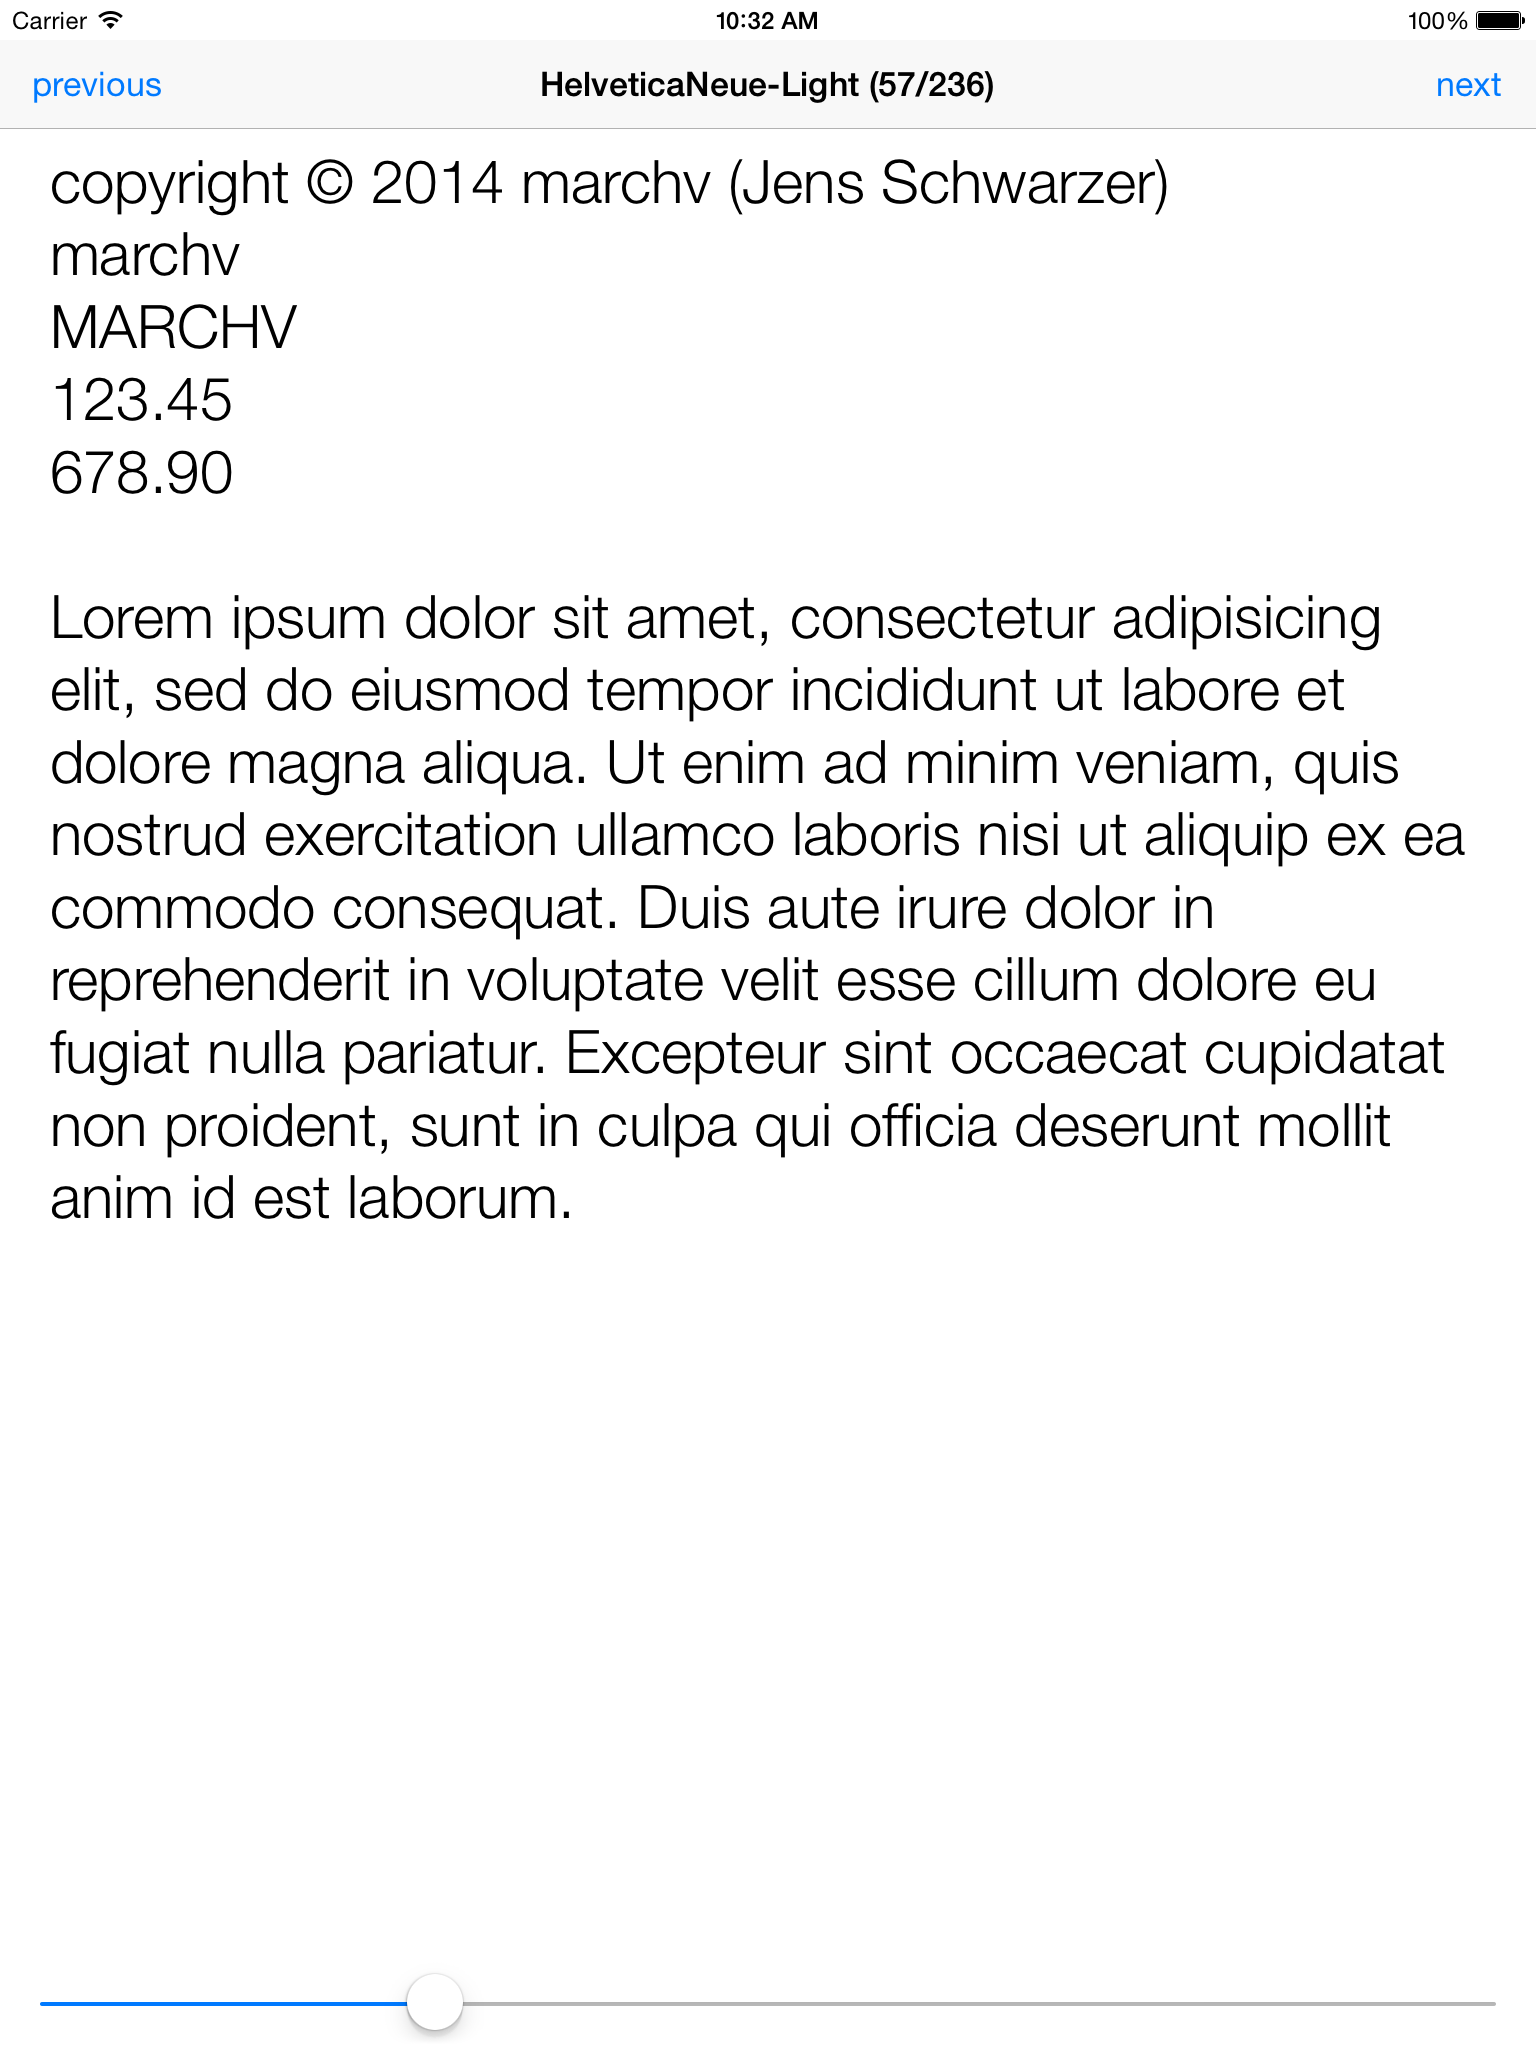 Carrier 10:32 AM 100%
previous HelveticaNeue-Light (57/236) next
copyright © 2014 marchv (Jens Schwarzer)
marchv
MARCHV
123.45
678.90
Lorem ipsum dolor sit amet, consectetur adipisicing
elit, sed do eiusmod tempor incididunt ut labore et
dolore magna aliqua. Ut enim ad minim veniam, quis
nostrud exercitation ullamco laboris nisi ut aliquip ex ea
commodo consequat. Duis aute irure dolor in
reprehenderit in voluptate velit esse cillum dolore eu
fugiat nulla pariatur. Excepteur sint occaecat cupidatat
non proident, sunt in culpa qui officia deserunt mollit
anim id est laborum.